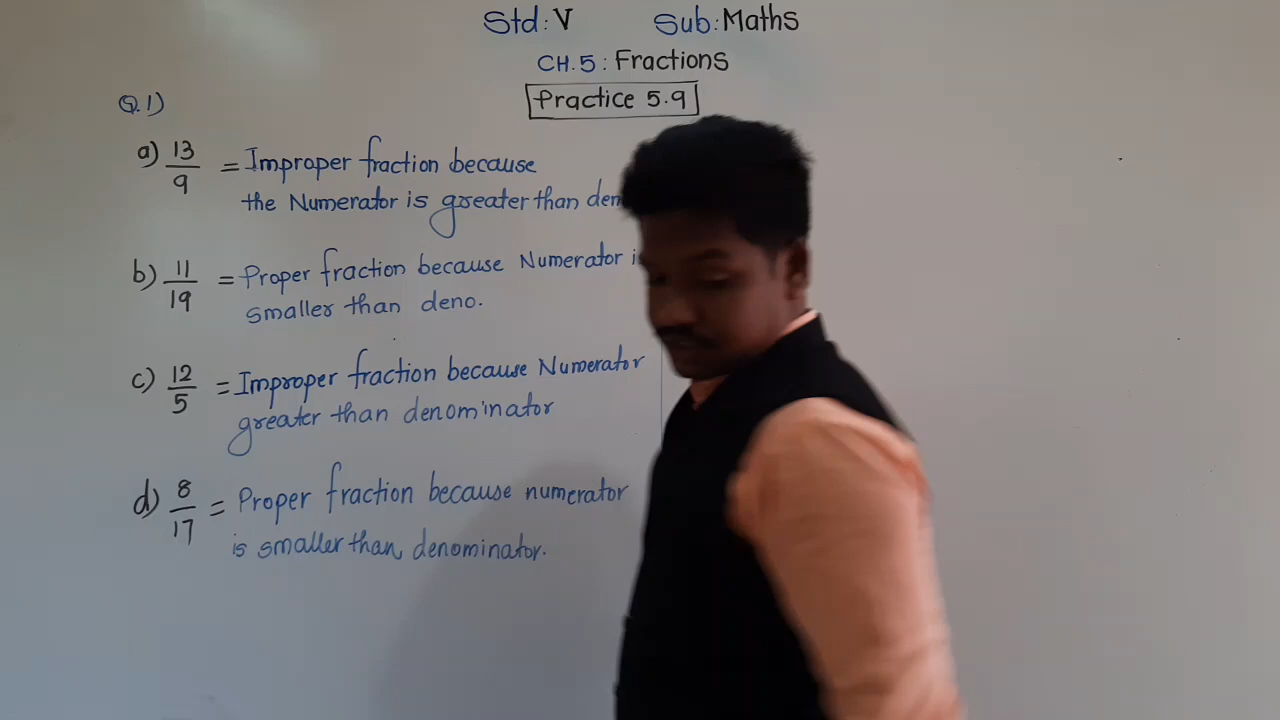 Std: V Sub: Maths
CH.5: Fractions
Practice 5.9
Q.1)
a) 13/9 = Improper fraction because
the Numerator is greater than
b) 11/19 = Proper fraction because Numerator
smaller than deno.
c) 12/5 = Improper fraction because Numerator
greater than denominator
d) 8/17 = Proper fraction because numerator
is smaller than denominator.